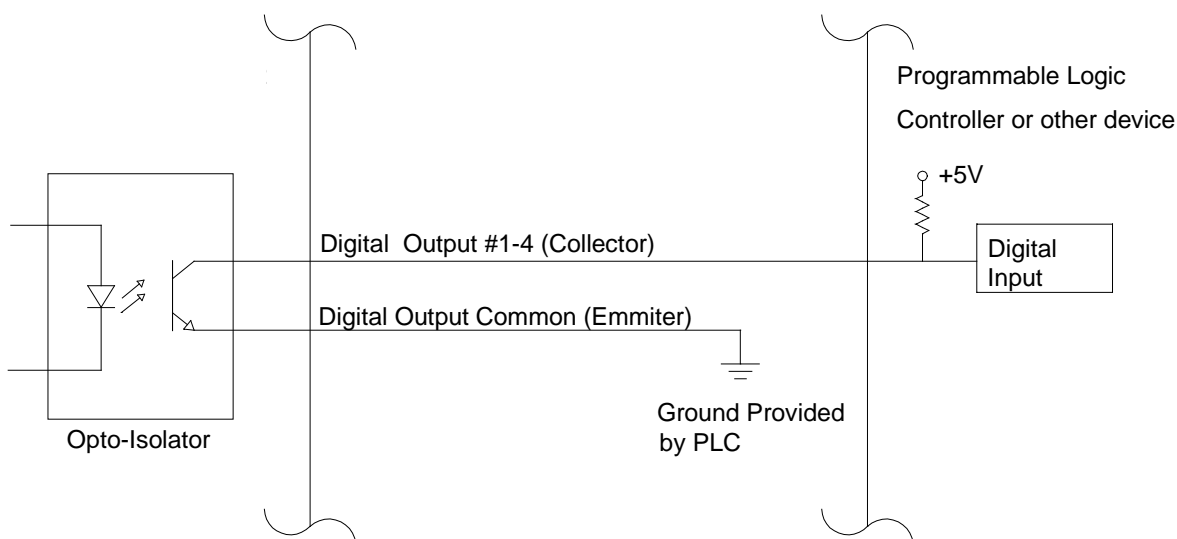 Programmable Logic
Controller or other device
+5V
Digital Output #1-4 (Collector)
Digital
Input
Digital Output Common (Emmiter)
Ground Provided
by PLC
Opto-Isolator